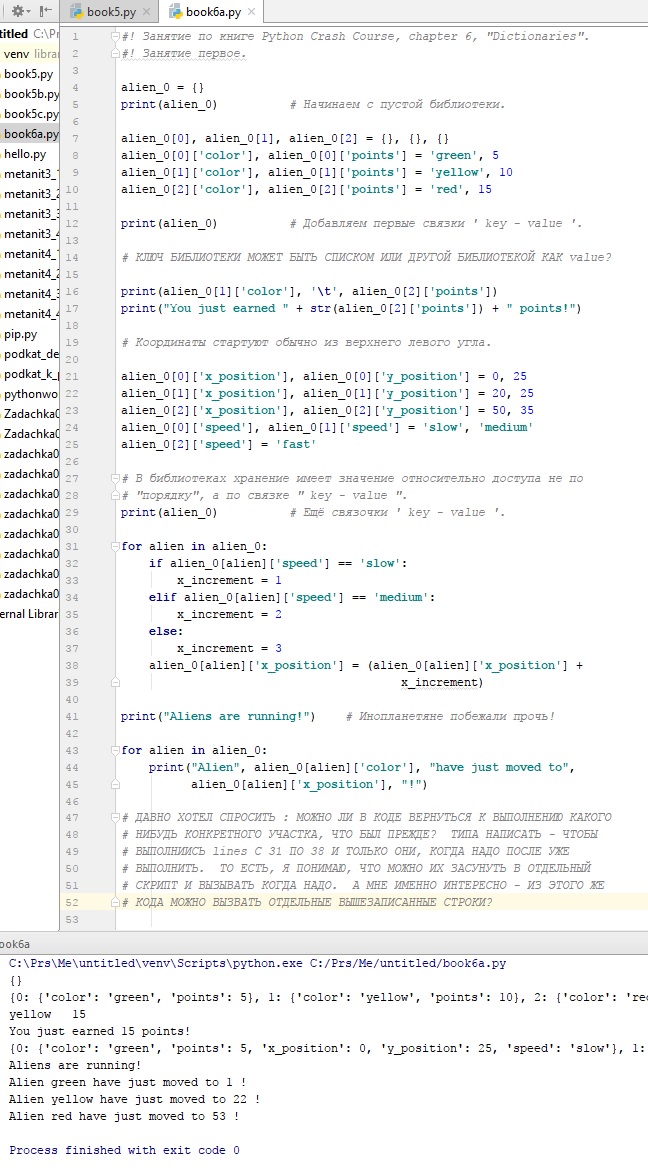 book5.py × book6a.py ×
titled C:\P
venv library
book5.py
book5b.py
book5c.py
book6a.py
hello.py
metanit3_1
metanit3_2
metanit3_3
metanit3_4
metanit4_
metanit4_2
metanit4_3
metanit4_4
pip.py
podkat_de
podkat_k_p
pythonwo
Zadachka0
Zadachka0
zadachka0
zadachka0
zadachka0
zadachka0
zadachka0
zadachka0
zadachka0
ernal Librar
1 #! Занятие по книге Python Crash Course, chapter 6, "Dictionaries".
2 #! Занятие первое.
3
4 alien_0 = {}
5 print(alien_0) # Начинаем с пустой библиотеки.
6
7 alien_0[0], alien_0[1], alien_0[2] = {}, {}, {}
8 alien_0[0]['color'], alien_0[0]['points'] = 'green', 5
9 alien_0[1]['color'], alien_0[1]['points'] = 'yellow', 10
10 alien_0[2]['color'], alien_0[2]['points'] = 'red', 15
11
12 print(alien_0) # Добавляем первые связки ' key - value '.
13
14 # КЛЮЧ БИБЛИОТЕКИ МОЖЕТ БЫТЬ СПИСКОМ ИЛИ ДРУГОЙ БИБЛИОТЕКОЙ КАК value?
15
16 print(alien_0[1]['color'], '\t', alien_0[2]['points'])
17 print("You just earned " + str(alien_0[2]['points']) + " points!")
18
19 # Координаты стартуют обычно из верхнего левого угла.
20
21 alien_0[0]['x_position'], alien_0[0]['y_position'] = 0, 25
22 alien_0[1]['x_position'], alien_0[1]['y_position'] = 20, 25
23 alien_0[2]['x_position'], alien_0[2]['y_position'] = 50, 35
24 alien_0[0]['speed'], alien_0[1]['speed'] = 'slow', 'medium'
25 alien_0[2]['speed'] = 'fast'
26
27 # В библиотеках хранение имеет значение относительно доступа не по
28 # "порядку", а по связке " key - value ".
29 print(alien_0) # Ещё связочки ' key - value '.
30
31 for alien in alien_0:
32 if alien_0[alien]['speed'] == 'slow':
33 x_increment = 1
34 elif alien_0[alien]['speed'] == 'medium':
35 x_increment = 2
36 else:
37 x_increment = 3
38 alien_0[alien]['x_position'] = (alien_0[alien]['x_position'] +
39 x_increment)
40
41 print("Aliens are running!") # Инопланетяне побежали прочь!
42
43 for alien in alien_0:
44 print("Alien", alien_0[alien]['color'], "have just moved to",
45 alien_0[alien]['x_position'], "!")
46
47 # ДАВНО ХОТЕЛ СПРОСИТЬ : МОЖНО ЛИ В КОДЕ ВЕРНУТЬСЯ К ВЫПОЛНЕНИЮ КАКОГО
48 # НИБУДЬ КОНКРЕТНОГО УЧАСТКА, ЧТО БЫЛ ПРЕЖДЕ? ТИПА НАПИСАТЬ - ЧТОБЫ
49 # ВЫПОЛНИИСЬ lines С 31 ПО 38 И ТОЛЬКО ОНИ, КОГДА НАДО ПОСЛЕ УЖЕ
50 # ВЫПОЛНИТЬ. ТО ЕСТЬ, Я ПОНИМАЮ, ЧТО МОЖНО ИХ ЗАСУНУТЬ В ОТДЕЛЬНЫЙ
51 # СКРИПТ И ВЫЗЫВАТЬ КОГДА НАДО. А МНЕ ИМЕННО ИНТЕРЕСНО - ИЗ ЭТОГО ЖЕ
52 # КОДА МОЖНО ВЫЗВАТЬ ОТДЕЛЬНЫЕ ВЫШЕЗАПИСАННЫЕ СТРОКИ?
53
ook6a
C:\Prs\Me\untitled\venv\Scripts\python.exe C:/Prs/Me/untitled/book6a.py
{}
{0: {'color': 'green', 'points': 5}, 1: {'color': 'yellow', 'points': 10}, 2: {'color': 'red
yellow 15
You just earned 15 points!
{0: {'color': 'green', 'points': 5, 'x_position': 0, 'y_position': 25, 'speed': 'slow'}, 1:
Aliens are running!
Alien green have just moved to 1 !
Alien yellow have just moved to 22 !
Alien red have just moved to 53 !
Process finished with exit code 0